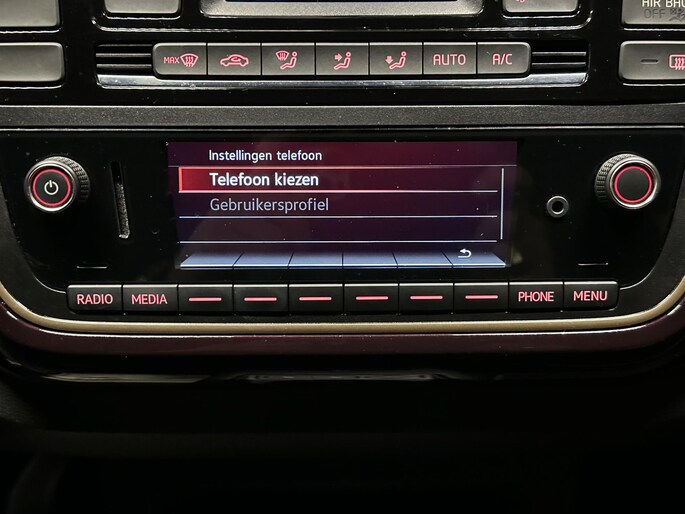 AIR BAG
OFF
MAX
AUTO
A/C
Instellingen telefoon
Telefoon kiezen
Gebruikersprofiel
RADIO
MEDIA
PHONE
MENU